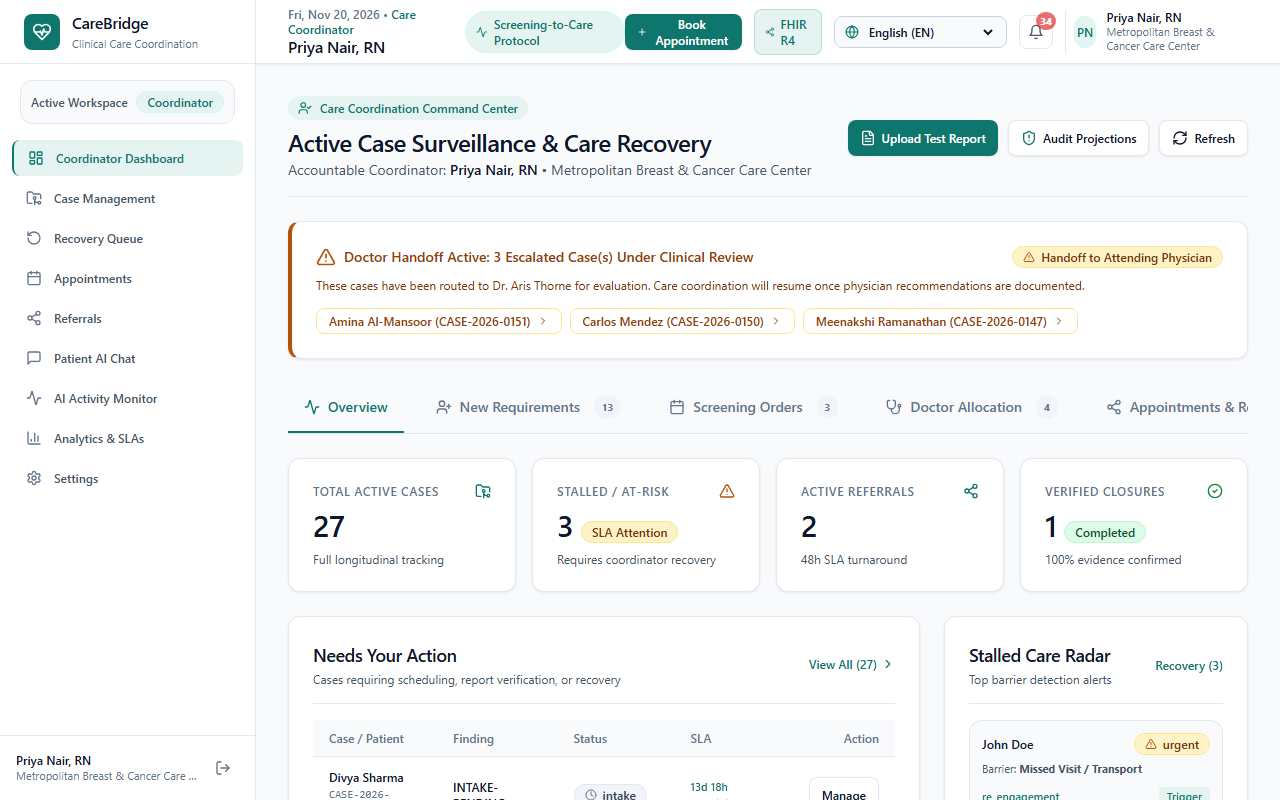 CareBridge
Clinical Care Coordination
Fri, Nov 20, 2026 • Care
Coordinator
Priya Nair, RN
Screening-to-Care
Protocol
+ Book
Appointment
FHIR
R4
English (EN)
34
PN
Priya Nair, RN
Metropolitan Breast &
Cancer Care Center
Active Workspace
Coordinator
Coordinator Dashboard
Case Management
Recovery Queue
Appointments
Referrals
Patient AI Chat
AI Activity Monitor
Analytics & SLAs
Settings
Priya Nair, RN
Metropolitan Breast & Cancer Care ...
Care Coordination Command Center
Active Case Surveillance & Care Recovery
Accountable Coordinator: Priya Nair, RN • Metropolitan Breast & Cancer Care Center
Upload Test Report
Audit Projections
Refresh
Doctor Handoff Active: 3 Escalated Case(s) Under Clinical Review
Handoff to Attending Physician
These cases have been routed to Dr. Aris Thorne for evaluation. Care coordination will resume once physician recommendations are documented.
Amina Al-Mansoor (CASE-2026-0151)
Carlos Mendez (CASE-2026-0150)
Meenakshi Ramanathan (CASE-2026-0147)
Overview
New Requirements 13
Screening Orders 3
Doctor Allocation 4
Appointments & Re
TOTAL ACTIVE CASES
27
Full longitudinal tracking
STALLED / AT-RISK
3 SLA Attention
Requires coordinator recovery
ACTIVE REFERRALS
2
48h SLA turnaround
VERIFIED CLOSURES
1 Completed
100% evidence confirmed
Needs Your Action
Cases requiring scheduling, report verification, or recovery
View All (27)
Case / Patient
Finding
Status
SLA
Action
Divya Sharma
CASE-2026-
INTAKE-
PENDING
intake
13d 18h
Manage
Stalled Care Radar
Top barrier detection alerts
Recovery (3)
John Doe
urgent
Barrier: Missed Visit / Transport
re_engagement
Trigger